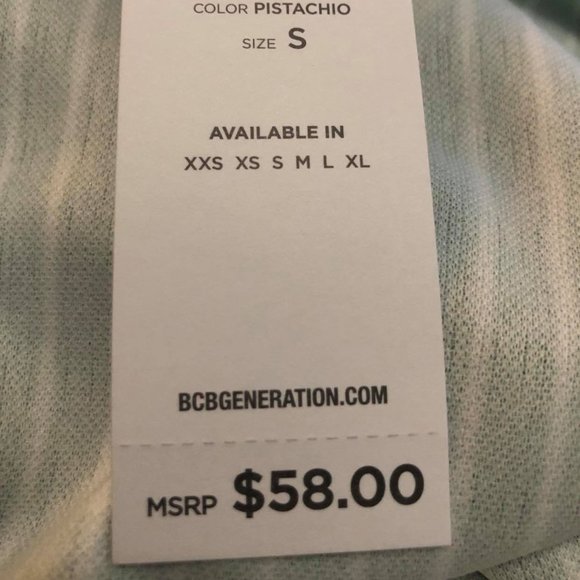 COLOR PISTACHIO
SIZE S
AVAILABLE IN
XXS XS S M L XL
BCBGENERATION.COM
MSRP $58.00